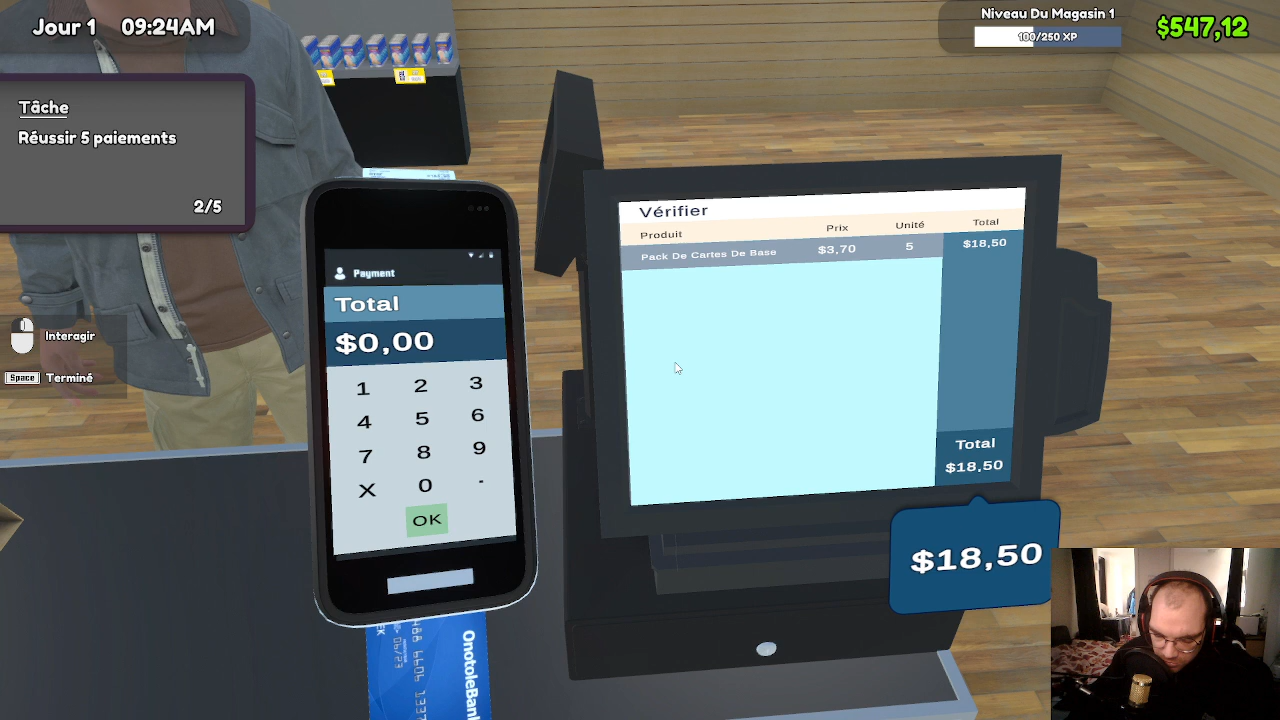 Jour 1 09:24AM
Niveau Du Magasin 1
100/250 XP
$547,12
Tâche
Réussir 5 paiements
2/5
Interagir
Space Terminé
Payment
Total
$0,00
1 2 3
4 5 6
7 8 9
X 0 .
OK
Vérifier
Produit Prix Unité Total
Pack De Cartes De Base $3,70 5 $18,50
Total
$18,50
$18,50
OnotoleBank